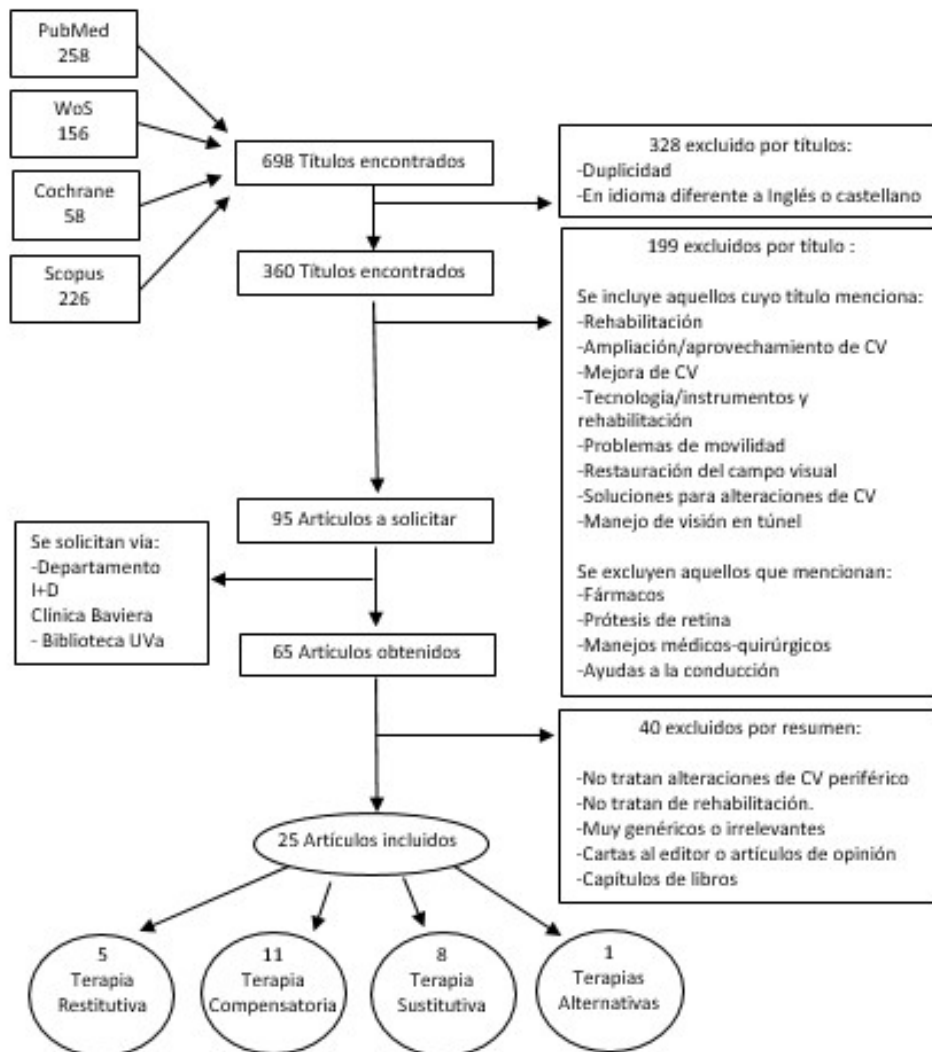 PubMed
258
WoS
156
Cochrane
58
Scopus
226
698 Títulos encontrados
328 excluido por títulos:
-Duplicidad
-En idioma diferente a Inglés o castellano
360 Títulos encontrados
199 excluidos por título :
Se incluye aquellos cuyo título menciona:
-Rehabilitación
-Ampliación/aprovechamiento de CV
-Mejora de CV
-Tecnología/instrumentos y
rehabilitación
-Problemas de movilidad
-Restauración del campo visual
-Soluciones para alteraciones de CV
-Manejo de visión en túnel
Se excluyen aquellos que mencionan:
-Fármacos
-Prótesis de retina
-Manejos médicos-quirúrgicos
-Ayudas a la conducción
95 Artículos a solicitar
Se solicitan vía:
-Departamento
I+D
Clínica Baviera
- Biblioteca UVa
65 Artículos obtenidos
40 excluidos por resumen:
-No tratan alteraciones de CV periférico
-No tratan de rehabilitación.
-Muy genéricos o irrelevantes
-Cartas al editor o artículos de opinión
-Capítulos de libros
25 Artículos incluidos
5
Terapia
Restitutiva
11
Terapia
Compensatoria
8
Terapia
Sustitutiva
1
Terapias
Alternativas